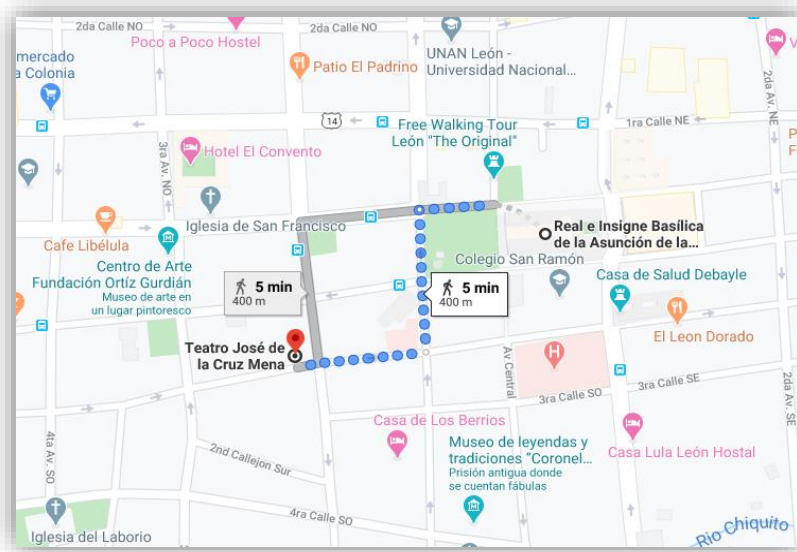 2da Calle NO
2da Calle NE
Poco a Poco Hostel
UNAN León -
Universidad Nacional...
mercado
a Colonia
Patio El Padrino
2da Av. NE
14
1ra Calle NE
Free Walking Tour
León "The Original"
3ra Av. NO
Hotel El Convento
Iglesia de San Francisco
Real e Insigne Basílica
de la Asunción de la...
Cafe Libélula
Centro de Arte
Fundación Ortíz Gurdián
Museo de arte en
un lugar pintoresco
Colegio San Ramón
Casa de Salud Debayle
5 min
400 m
5 min
400 m
El Leon Dorado
Teatro José de
la Cruz Mena
Av Central
H
3ra Calle SO
3ra Calle SE
2da Av. SE
Casa de Los Berrios
4ta Av. SO
2nd Callejon Sur
Museo de leyendas y
tradiciones "Coronel...
Prisión antigua donde
se cuentan fábulas
Casa Lula León Hostal
4ra Calle SO
Iglesia del Laborio
Rio Chiquito